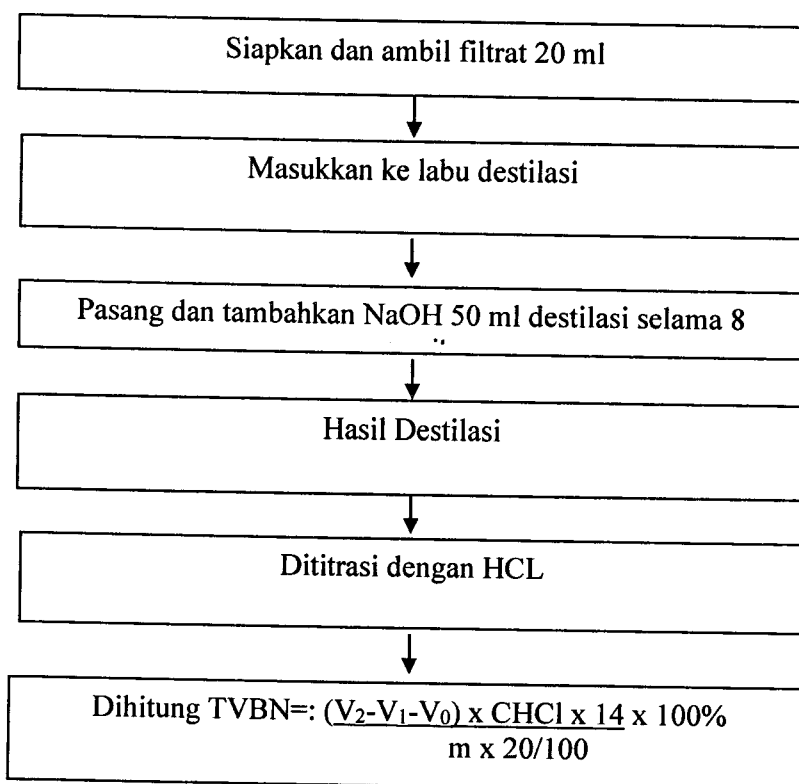 Siapkan dan ambil filtrat 20 ml
Masukkan ke labu destilasi
Pasang dan tambahkan NaOH 50 ml destilasi selama 8
Hasil Destilasi
Dititrasi dengan HCL
Dihitung TVBN=: (V₂-V₁-V₀) x CHCl x 14 x 100%
m x 20/100